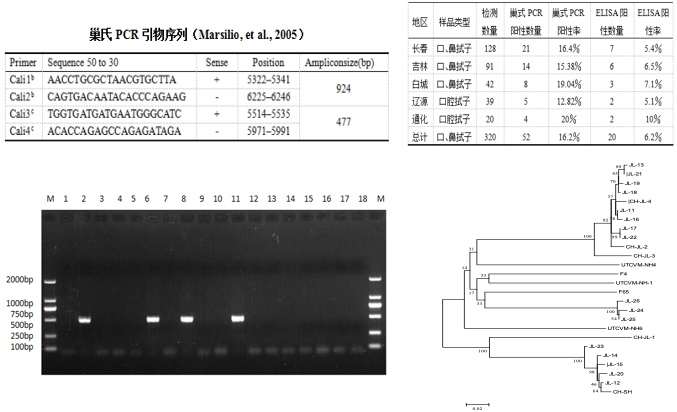 巢氏 PCR 引物序列（Marsilio, et al., 2005）
Primer Sequence 50 to 30 Sense Position Ampliconsize(bp)
Cali1b AACCTGCGCTAACGTGCTTA + 5322–5341 924
Cali2b CAGTGACAATACACCCAGAAG - 6225–6246
Cali3c TGGTGATGATGAATGGGCATC + 5514–5535 477
Cali4c ACACCAGAGCCAGAGATAGA - 5971–5991
地区 样品类型 检测数量 巢式 PCR 阳性数量 巢式 PCR 阳性率 ELISA 阳性数量 ELISA 阳性率
长春 口、鼻拭子 128 21 16.4% 7 5.4%
吉林 口、鼻拭子 91 14 15.38% 6 6.5%
白城 口、鼻拭子 42 8 19.04% 3 7.1%
辽源 口腔拭子 39 5 12.82% 2 5.1%
通化 口腔拭子 20 4 20% 2 10%
总计 口、鼻拭子 320 52 16.2% 20 6.2%
M 1 2 3 4 5 6 7 8 9 10 11 12 13 14 15 16 17 18 M
2000bp
1000bp
750bp
500bp
250bp
100bp
JL-13
JL-21
JL-19
JL-18
CH-JL-4
JL-11
JL-16
JL-17
JL-22
CH-JL-2
CH-JL-3
UTCVM-NH4
F4
UTCVM-NH-1
F65
JL-26
JL-24
JL-25
UTCVM-NH6
CH-JL-1
JL-23
JL-14
JL-15
JL-20
JL-12
CH-SH
100
100
100
0.02